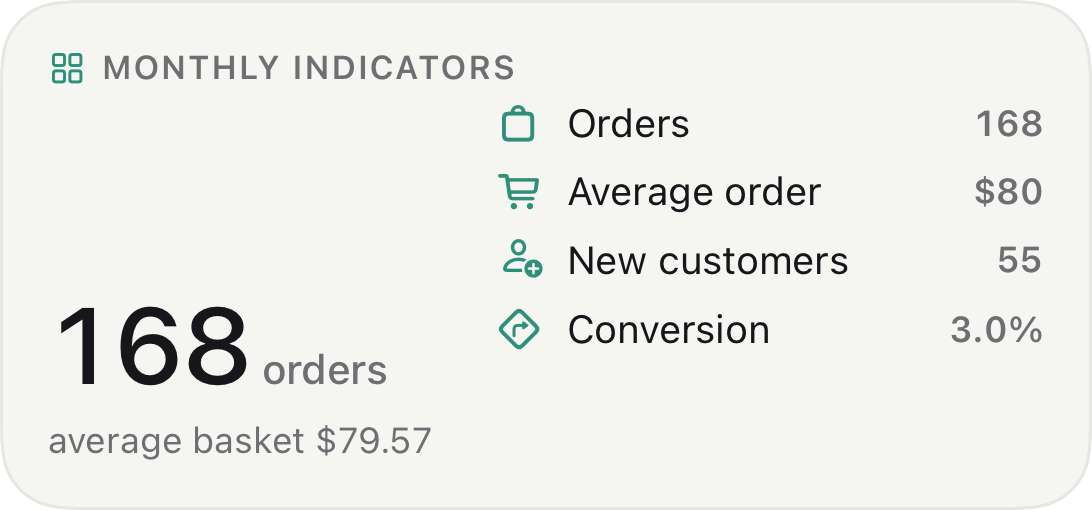 MONTHLY INDICATORS
Orders 168
Average order $80
New customers 55
Conversion 3.0%
168 orders
average basket $79.57